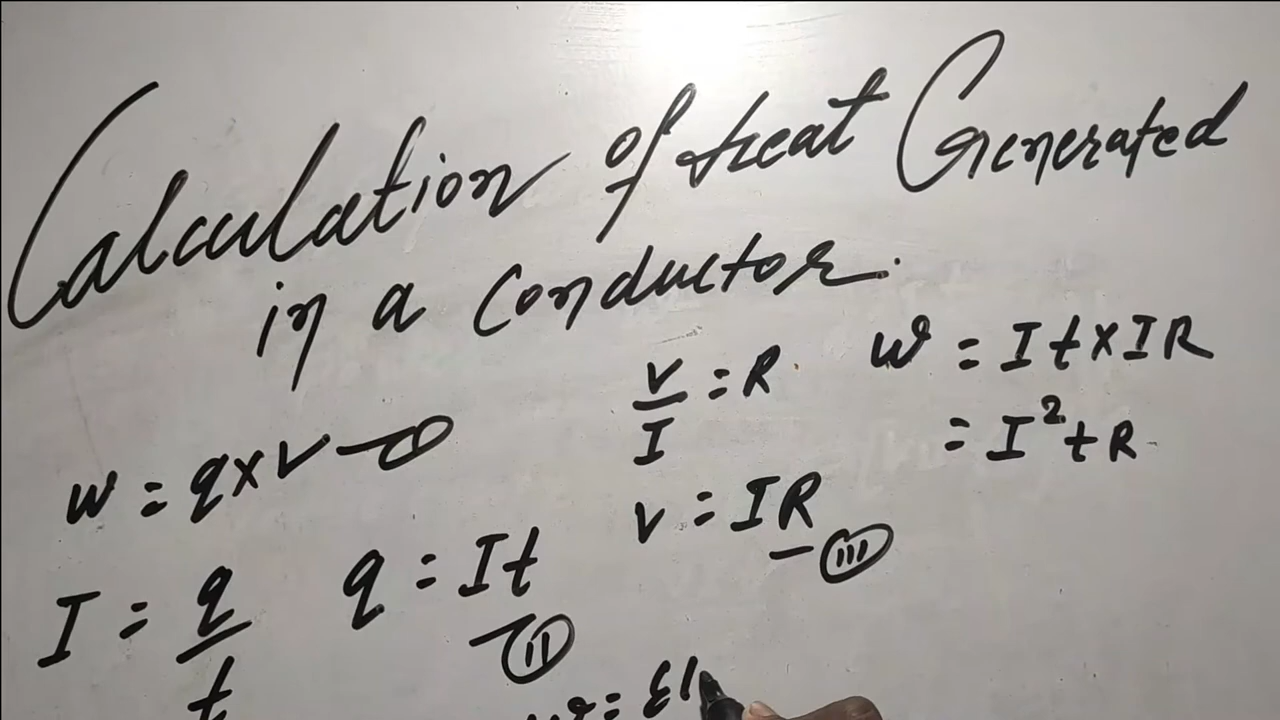 Calculation of Heat Generated
in a Conductor.
W = q×V — I
I = q/t
q = It — II
V/I = R
V = IR — III
W = It×IR
= I²tR